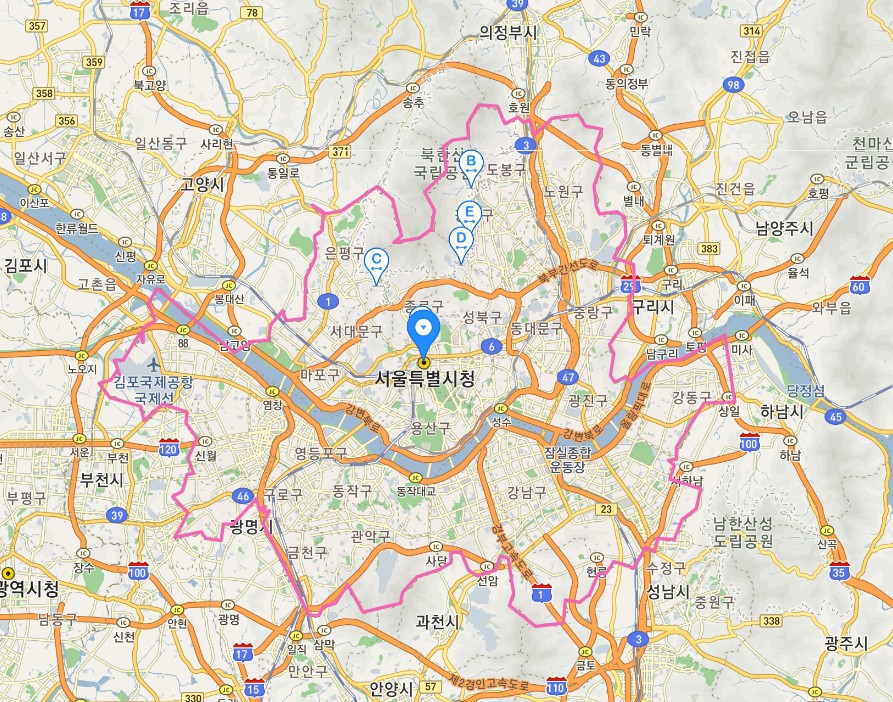 조리읍
17
78
39
의정부시
357
359
민락
314
진접읍
43
IC
북고양
동의정부
98
358
송추
호원
356
오남읍
송산
일산동구
사리현
371
3
동별내
천마산
군립공
일산서구
통일로
북한산
국립공
B
도봉구
고양시
노원구
별내
진건읍
호평
이산포
한류월드
E
퇴계원
383
남양주시
신평
은평구
D
C
김포시
고촌읍
자유로
북부간선도로
구리
율석
봉대산
29
이패
60
1
종로구
구리시
와부읍
성북구
중랑구
88
남고양
서대문구
동대문구
토평
미사
6
남구리
노오지
마포구
서울특별시청
47
김포국제공항
국제선
강동구
당정섬
염창
강변북로
광진구
올림픽대로
상일
하남시
45
용산구
성수
강변북로
120
신월
서운
부천
영등포구
잠실종합
운동장
100
하남
부천시
동작대교
서하남
부평구
46
구로구
동작구
강남구
39
광명시
23
남한산성
도립공원
관악구
경부고속도로
금천구
산곡
장수
사당
선암
헌릉
수정구
광역시청
100
35
1
성남시
중원구
남동구
신천
안현
광명
과천시
338
일직
삼막
3
광주시
17
만안구
금토
15
안양시
57
제2경인고속도로
110
330